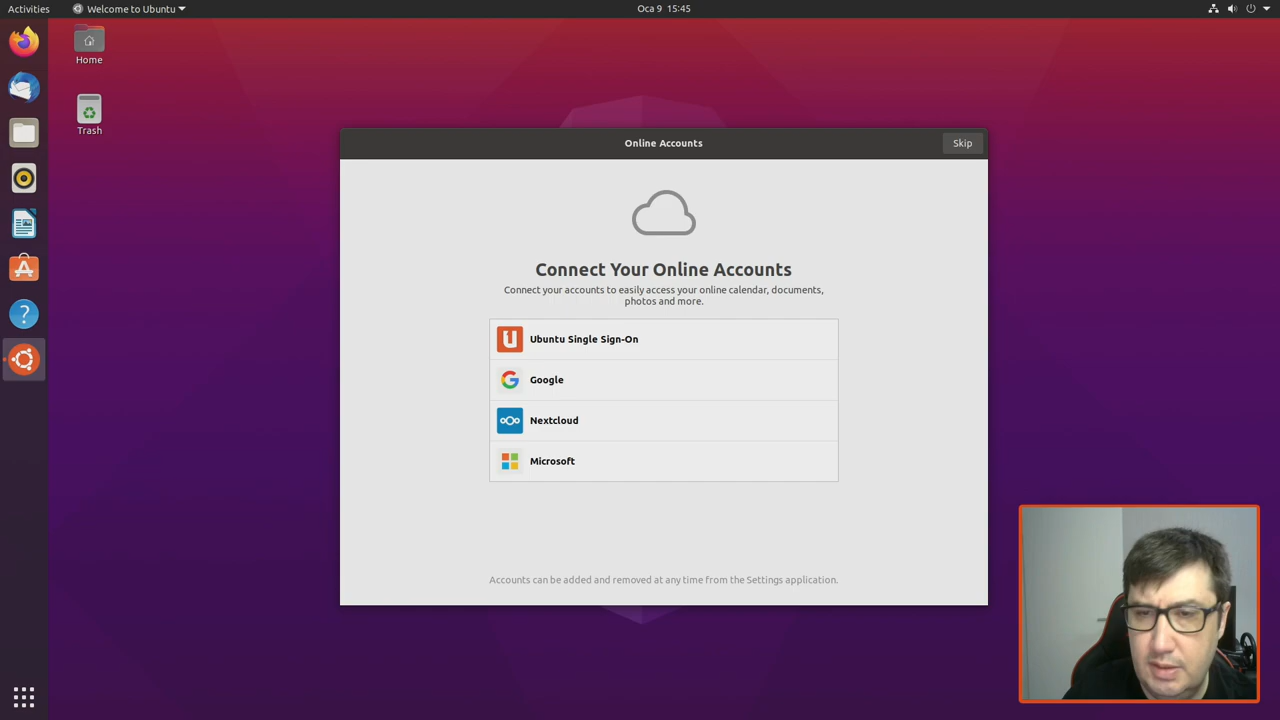 Activities
Welcome to Ubuntu
Oca 9 15:45
Home
Trash
Online Accounts
Skip
Connect Your Online Accounts
Connect your accounts to easily access your online calendar, documents,
photos and more.
Ubuntu Single Sign-On
Google
Nextcloud
Microsoft
Accounts can be added and removed at any time from the Settings application.